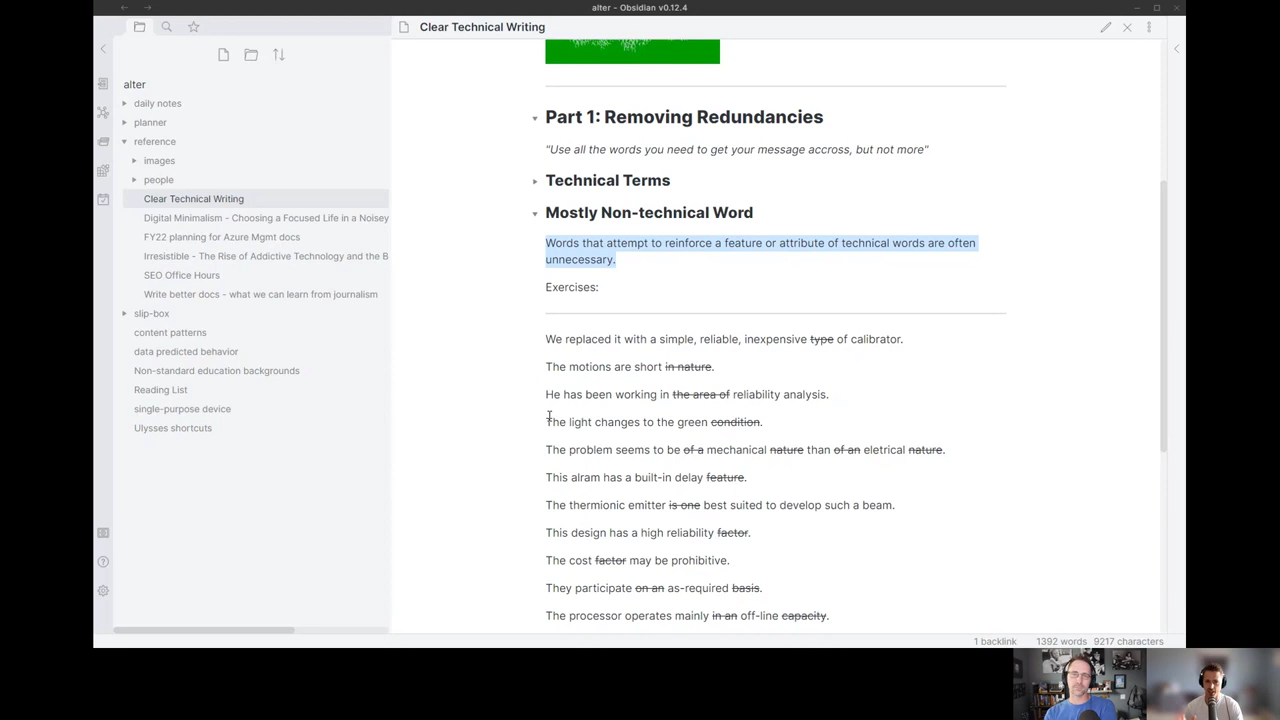 alter - Obsidian v0.12.4
Clear Technical Writing
alter
daily notes
planner
reference
images
people
Clear Technical Writing
Digital Minimalism - Choosing a Focused Life in a Noisey
FY22 planning for Azure Mgmt docs
Irresistible - The Rise of Addictive Technology and the B
SEO Office Hours
Write better docs - what we can learn from journalism
slip-box
content patterns
data predicted behavior
Non-standard education backgrounds
Reading List
single-purpose device
Ulysses shortcuts
Part 1: Removing Redundancies
"Use all the words you need to get your message accross, but not more"
Technical Terms
Mostly Non-technical Word
Words that attempt to reinforce a feature or attribute of technical words are often
unnecessary.
Exercises:
We replaced it with a simple, reliable, inexpensive type of calibrator.
The motions are short in nature.
He has been working in the area of reliability analysis.
The light changes to the green condition.
The problem seems to be of a mechanical nature than of an eletrical nature.
This alram has a built-in delay feature.
The thermionic emitter is one best suited to develop such a beam.
This design has a high reliability factor.
The cost factor may be prohibitive.
They participate on an as-required basis.
The processor operates mainly in an off-line capacity.
1 backlink 1392 words 9217 characters